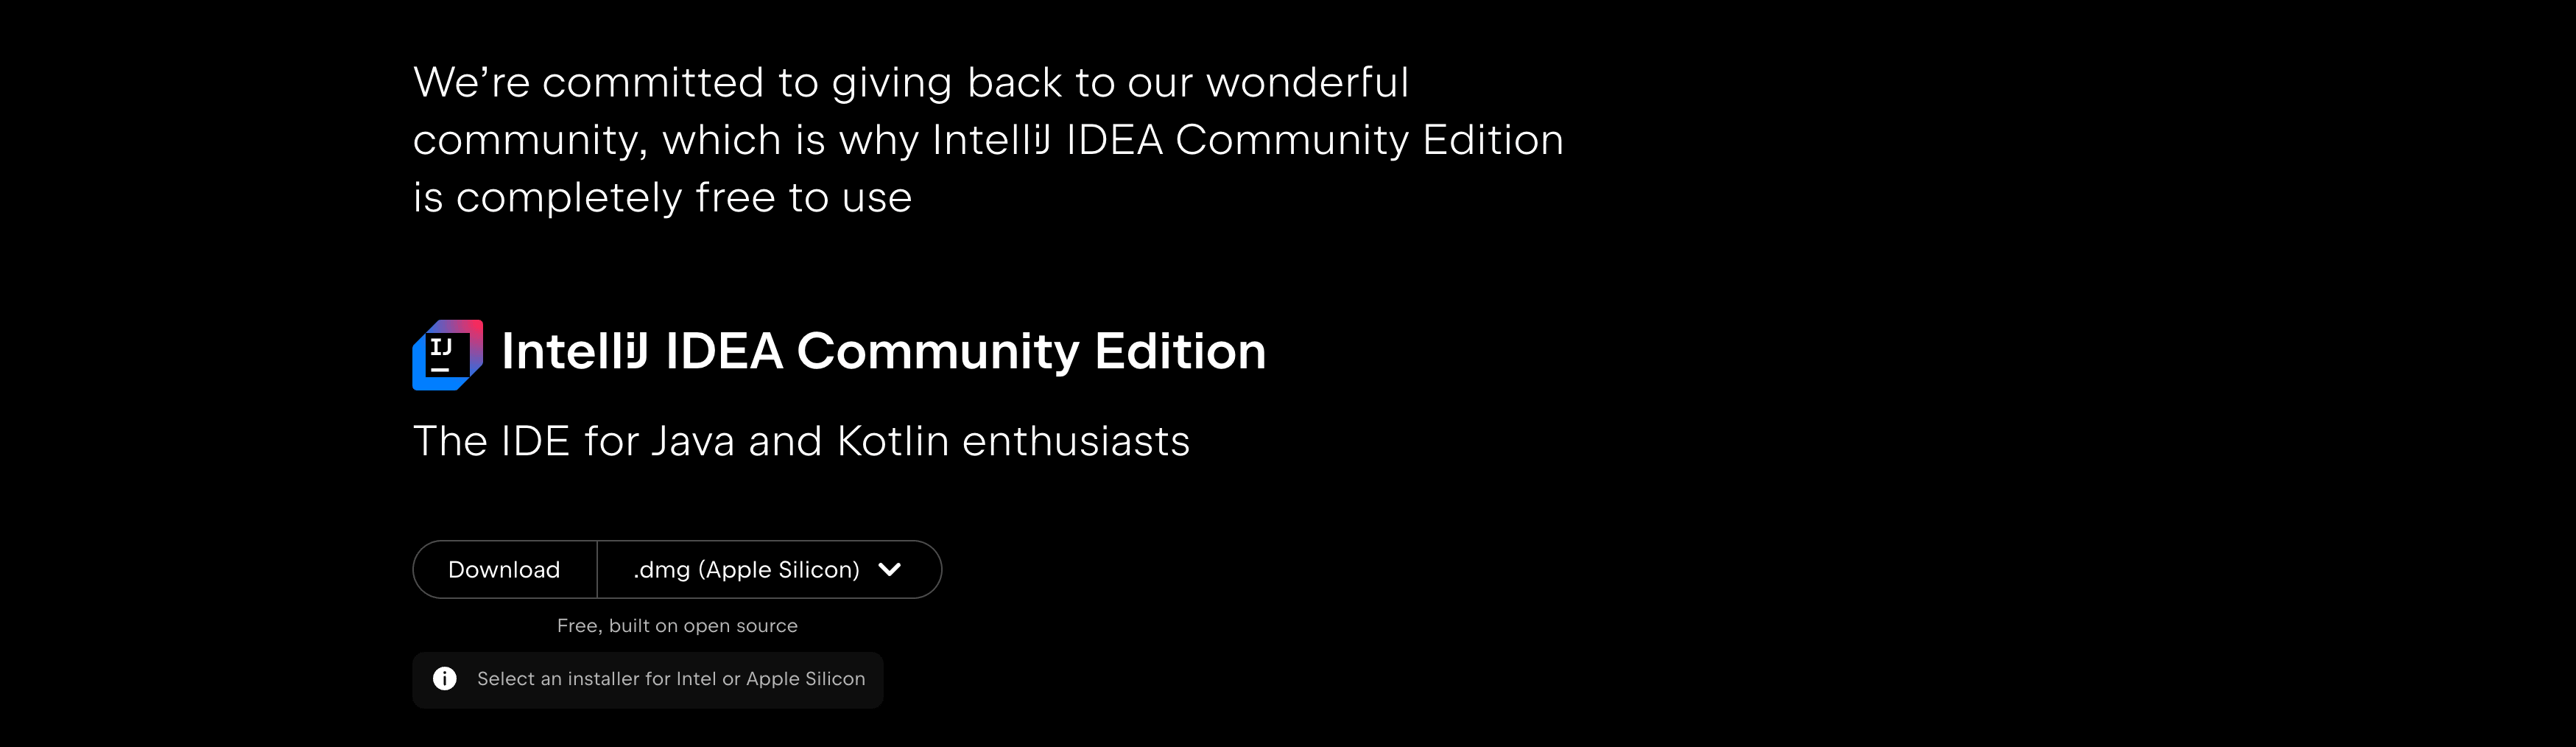 We’re committed to giving back to our wonderful
community, which is why IntelliJ IDEA Community Edition
is completely free to use
IJ
IntelliJ IDEA Community Edition
The IDE for Java and Kotlin enthusiasts
Download
.dmg (Apple Silicon)
Free, built on open source
Select an installer for Intel or Apple Silicon